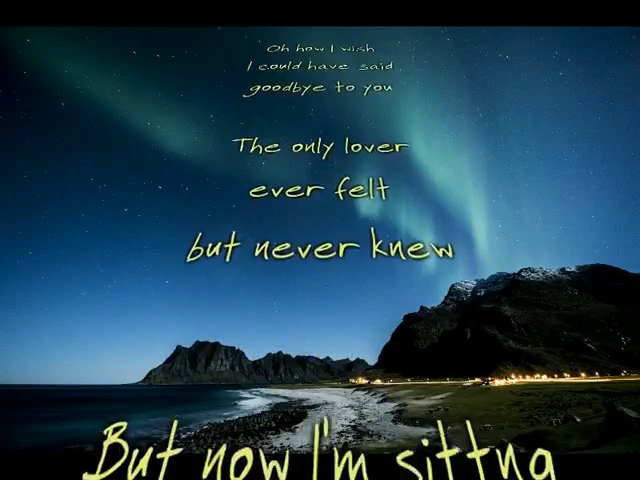 Oh how I wish
I could have said
goodbye to you
The only lover
ever felt
but never knew
But now I'm sittng